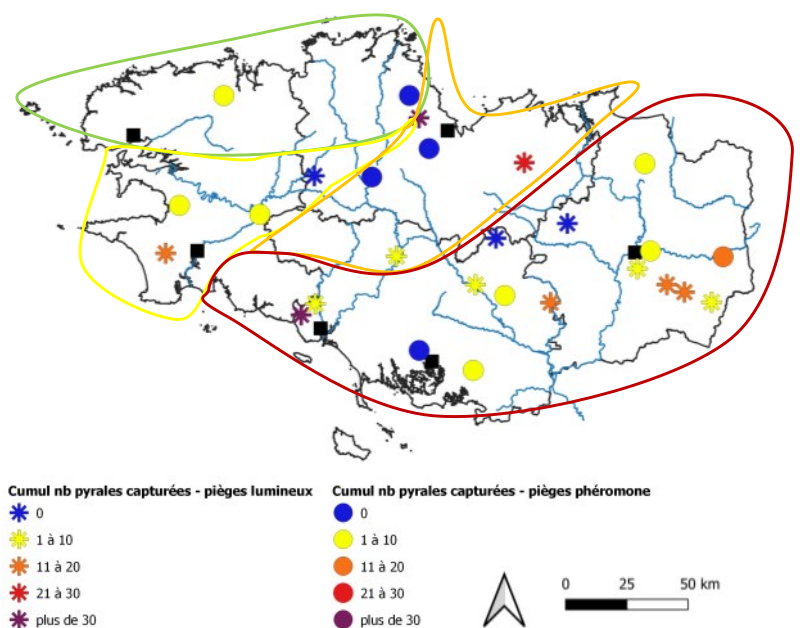 Cumul nb pyrales capturées - pièges lumineux
0
1 à 10
11 à 20
21 à 30
plus de 30
Cumul nb pyrales capturées - pièges phéromone
0
1 à 10
11 à 20
21 à 30
plus de 30
0 25 50 km